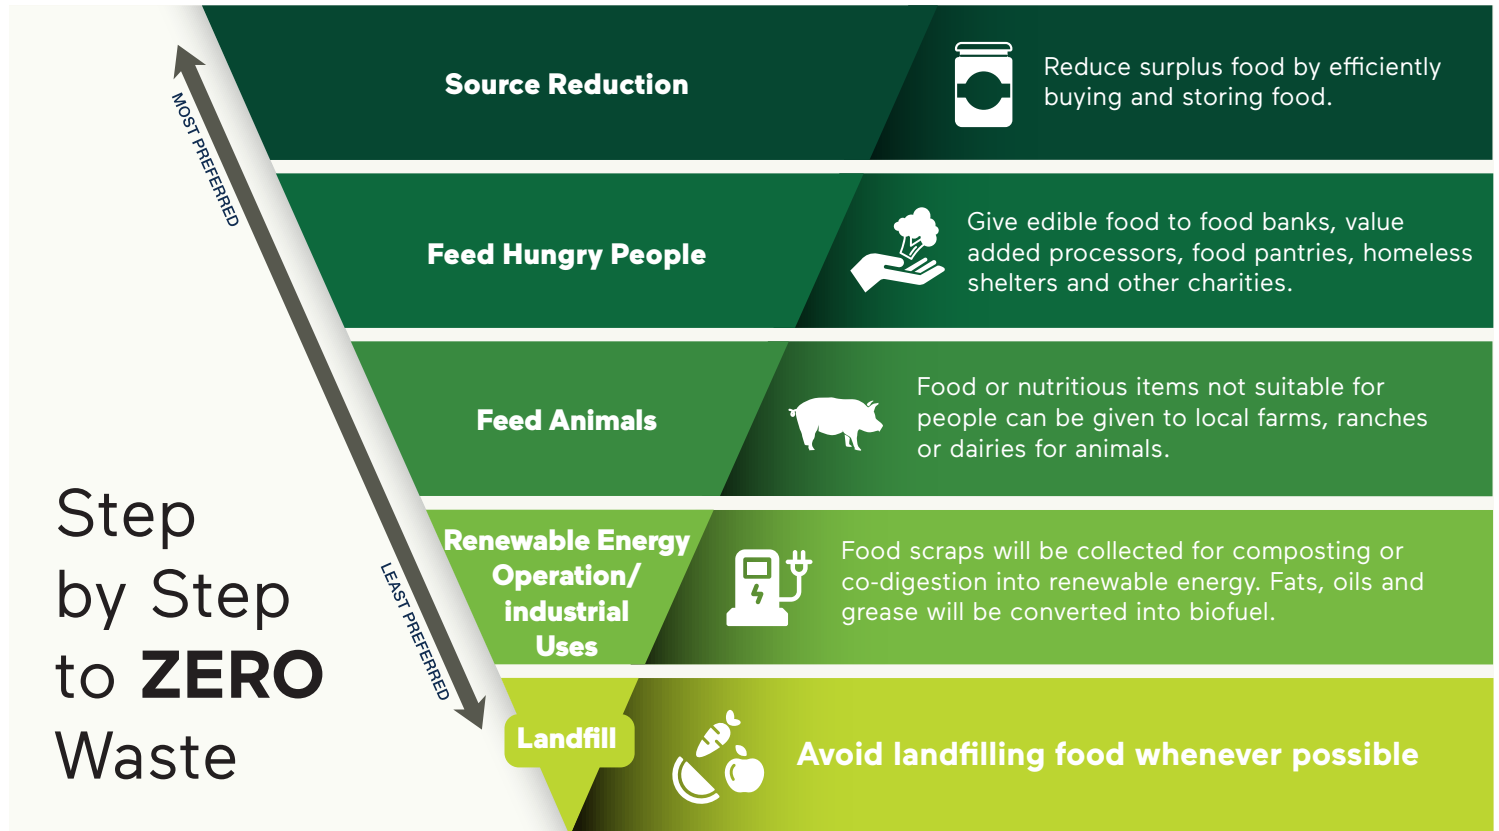 Source Reduction
Reduce surplus food by efficiently
buying and storing food.
MOST PREFERRED
Feed Hungry People
Give edible food to food banks, value
added processors, food pantries, homeless
shelters and other charities.
Feed Animals
Food or nutritious items not suitable for
people can be given to local farms, ranches
or dairies for animals.
Renewable Energy
Operation/
industrial
Uses
Food scraps will be collected for composting or
co-digestion into renewable energy. Fats, oils and
grease will be converted into biofuel.
LEAST PREFERRED
Landfill
Avoid landfilling food whenever possible
Step
by Step
to ZERO
Waste